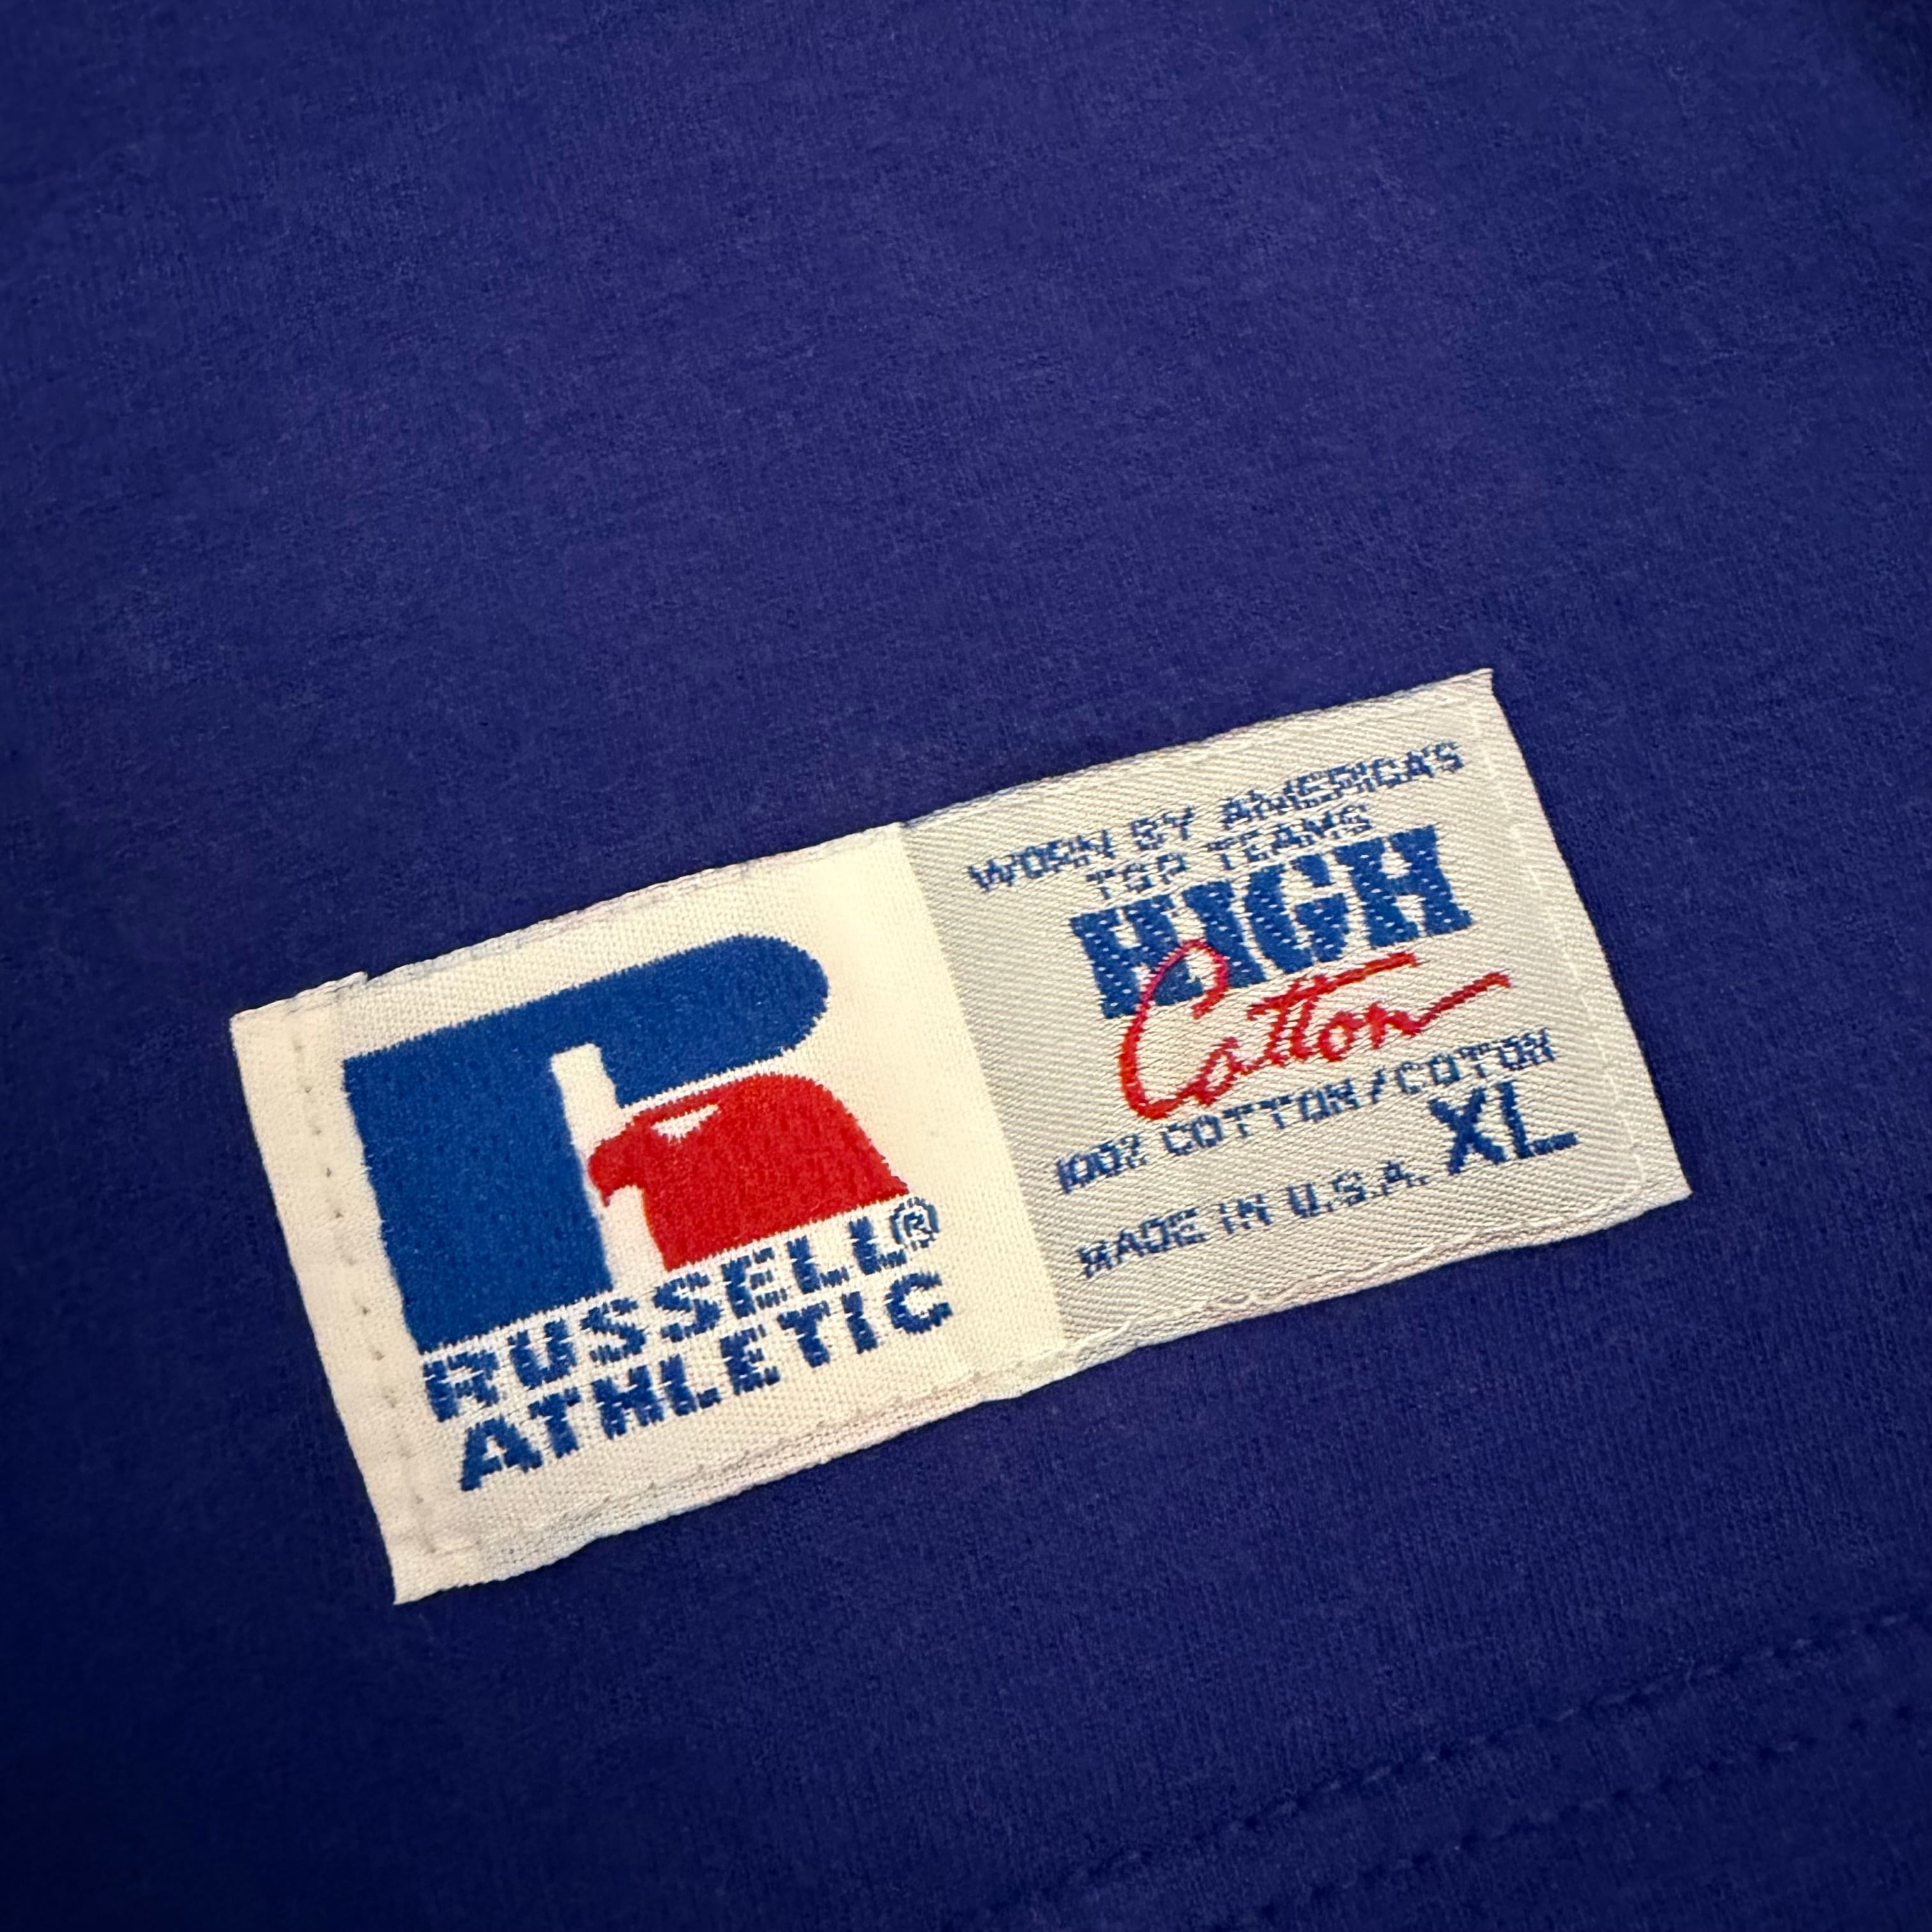 RUSSELL®
ATHLETIC
WORN BY AMERICA'S
TOP TEAMS
HIGH
Cotton
100% COTTON/COTON
XL
MADE IN U.S.A.